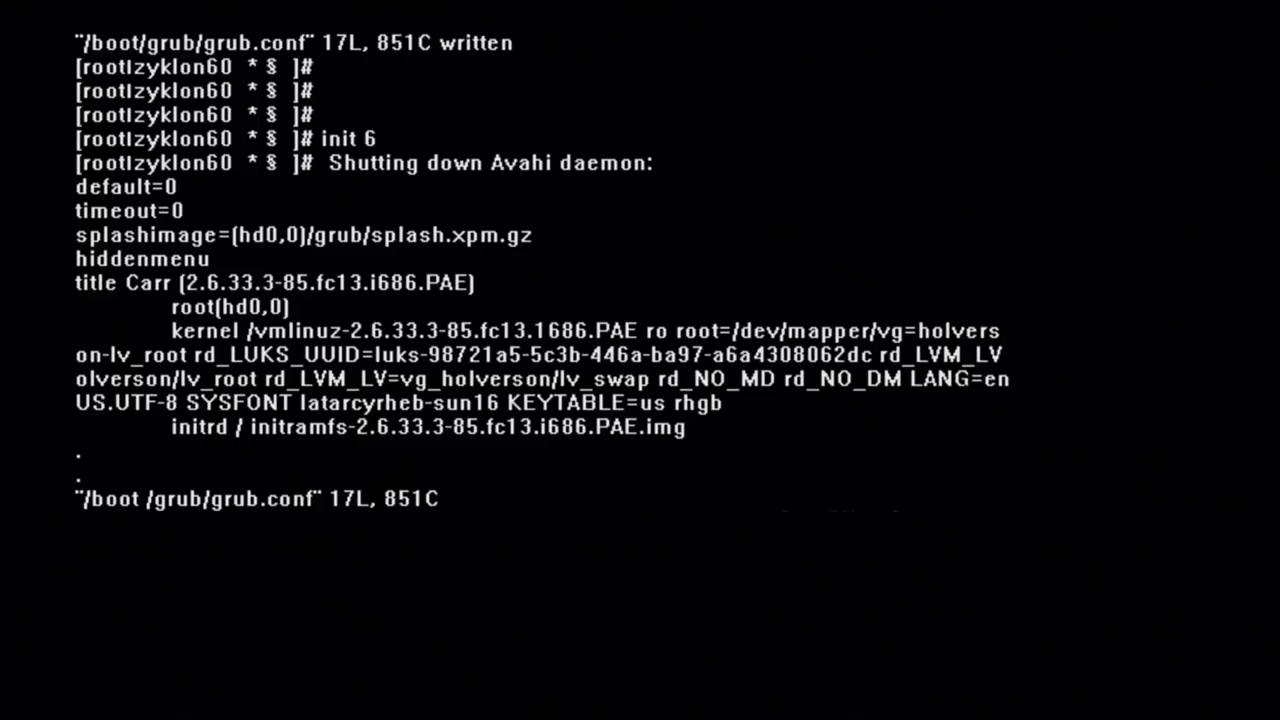 "/boot/grub/grub.conf" 17L, 851C written
[root|zyklon60 * § ]#
[root|zyklon60 * § ]#
[root|zyklon60 * § ]#
[root|zyklon60 * § ]# init 6
[root|zyklon60 * § ]# Shutting down Avahi daemon:
default=0
timeout=0
splashimage=(hd0,0)/grub/splash.xpm.gz
hiddenmenu
title Carr (2.6.33.3-85.fc13.i686.PAE)
root(hd0,0)
kernel /vmlinuz-2.6.33.3-85.fc13.1686.PAE ro root=/dev/mapper/vg=holvers
on-lv_root rd_LUKS_UUID=luks-98721a5-5c3b-446a-ba97-a6a4308062dc rd_LVM_LV
olverson/lv_root rd_LVM_LV=vg_holverson/lv_swap rd_NO_MD rd_NO_DM LANG=en
US.UTF-8 SYSFONT latarcyrheb-sun16 KEYTABLE=us rhgb
initrd / initramfs-2.6.33.3-85.fc13.i686.PAE.img
.
.
"/boot /grub/grub.conf" 17L, 851C